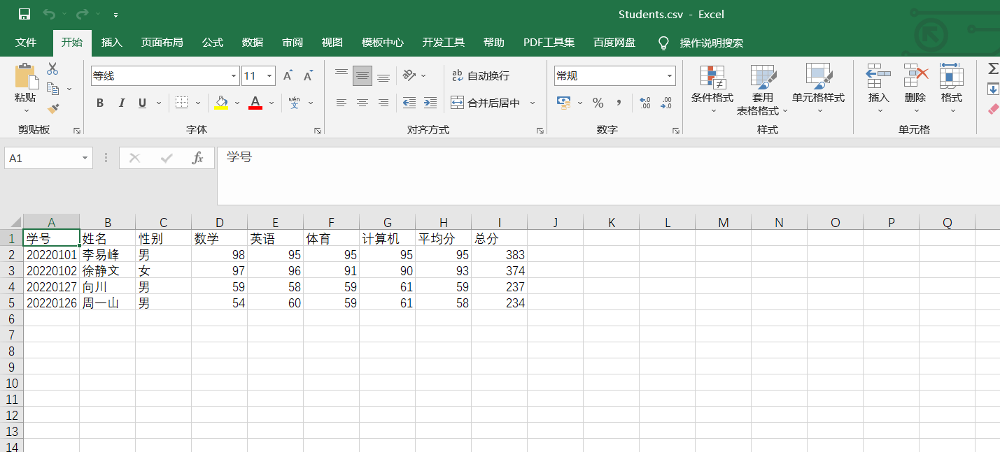 Students.csv - Excel
文件 开始 插入 页面布局 公式 数据 审阅 视图 模板中心 开发工具 帮助 PDF工具集 百度网盘 操作说明搜索
粘贴
剪贴板
等线 11
B I U A wén 文
字体
ab 自动换行
合并后居中
对齐方式
常规
% , .00 .0
数字
条件格式 套用 表格格式 单元格样式
样式
插入 删除 格式
单元格
A1 fx 学号
A B C D E F G H I J K L M N O P Q
1 学号 姓名 性别 数学 英语 体育 计算机 平均分 总分
2 20220101 李易峰 男 98 95 95 95 95 383
3 20220102 徐静文 女 97 96 91 90 93 374
4 20220127 向川 男 59 58 59 61 59 237
5 20220126 周一山 男 54 60 59 61 58 234
6
7
8
9
10
11
12
13
14